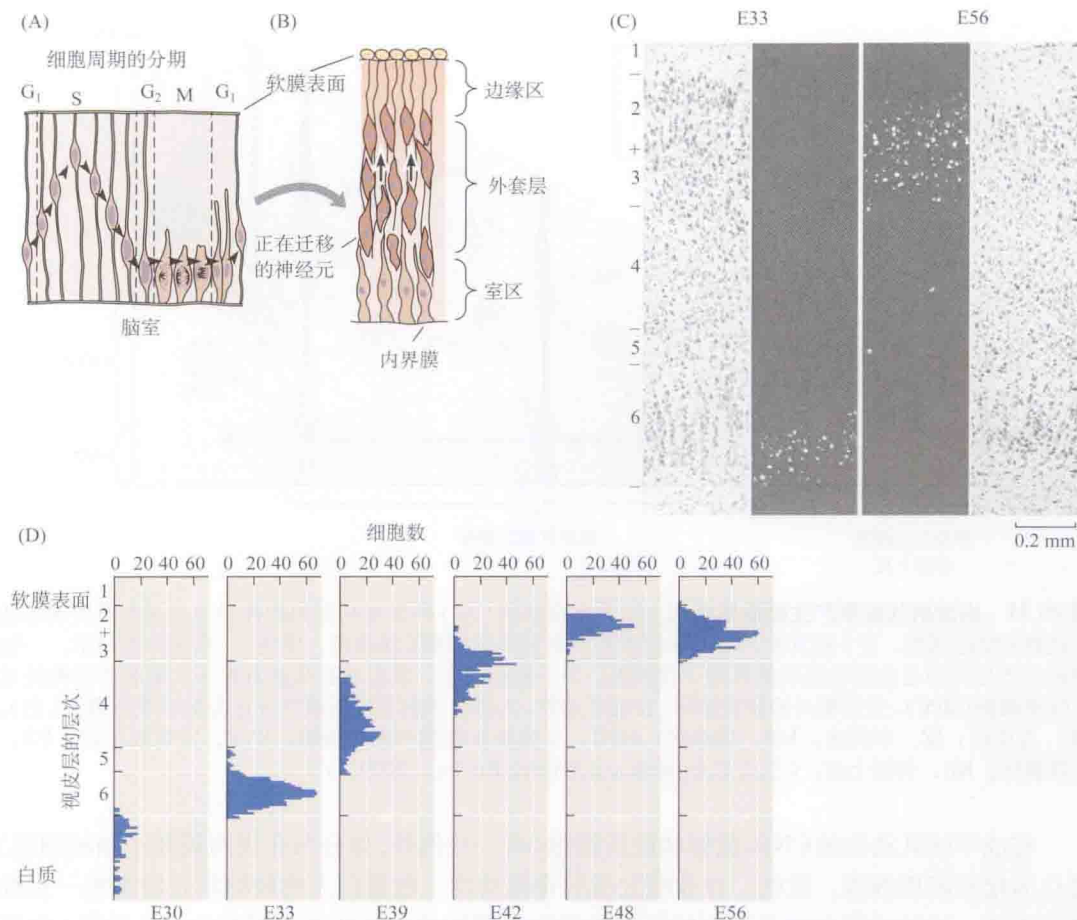 (A)
细胞周期的分期
G₁ S G₂ M G₁
脑室
(B)
软膜表面
边缘区
外套层
正在迁移
的神经元
室区
内界膜
(C)
E33 E56
1
2
+
3
4
5
6
0.2 mm
(D)
细胞数
0 20 40 60 0 20 40 60 0 20 40 60 0 20 40 60 0 20 40 60 0 20 40 60
软膜表面
视皮层的层次
1
2
+
3
4
5
6
白质
E30 E33 E39 E42 E48 E56